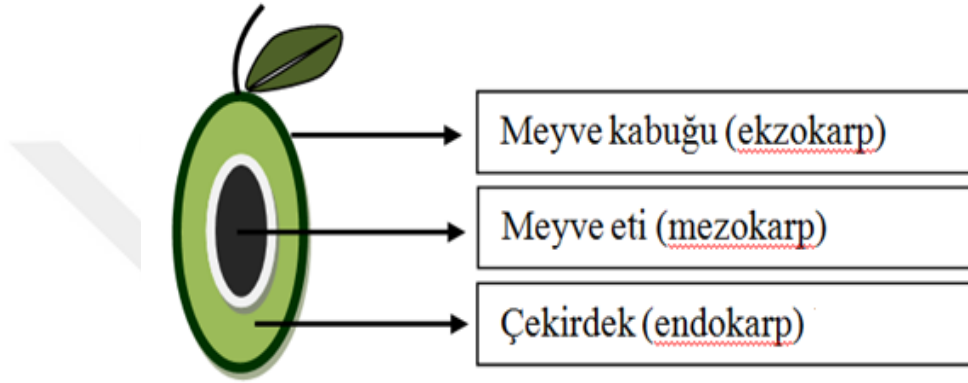 Meyve kabuğu (ekzokarp)
Meyve eti (mezokarp)
Çekirdek (endokarp)